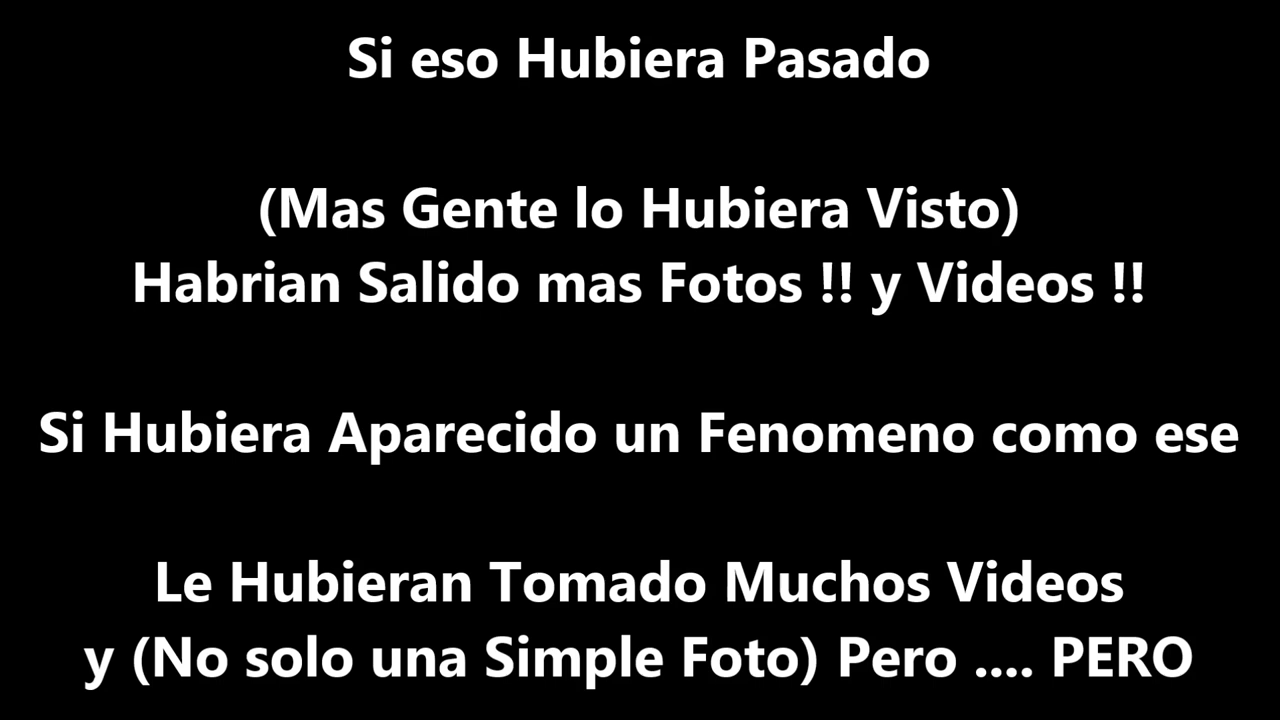 Si eso Hubiera Pasado
(Mas Gente lo Hubiera Visto)
Habrian Salido mas Fotos !! y Videos !!
Si Hubiera Aparecido un Fenomeno como ese
Le Hubieran Tomado Muchos Videos
y (No solo una Simple Foto) Pero .... PERO